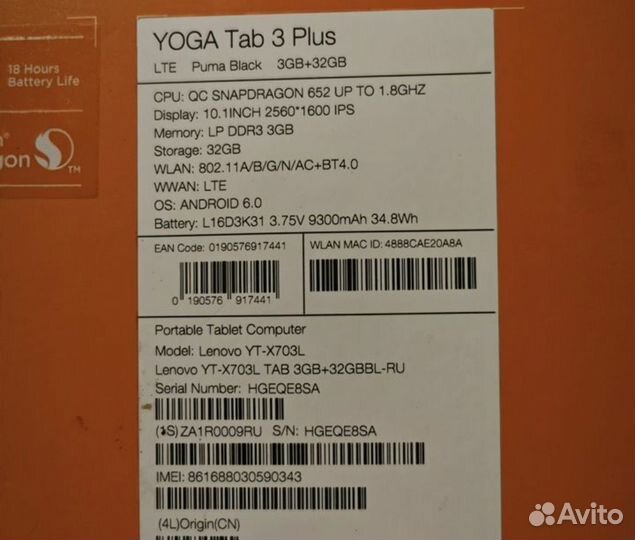 YOGA Tab 3 Plus
LTE Puma Black 3GB+32GB
18 Hours
Battery Life
CPU: QC SNAPDRAGON 652 UP TO 1.8GHZ
Display: 10.1INCH 2560*1600 IPS
Memory: LP DDR3 3GB
Storage: 32GB
WLAN: 802.11A/B/G/N/AC+BT4.0
WWAN: LTE
OS: ANDROID 6.0
Battery: L16D3K31 3.75V 9300mAh 34.8Wh
EAN Code: 0190576917441
0 190576 917441
WLAN MAC ID: 4888CAE20A8A
Portable Tablet Computer
Model: Lenovo YT-X703L
Lenovo YT-X703L TAB 3GB+32GBBL-RU
Serial Number: HGEQE8SA
(1S)ZA1R0009RU S/N: HGEQE8SA
IMEI: 861688030590343
(4L)Origin(CN)
Avito